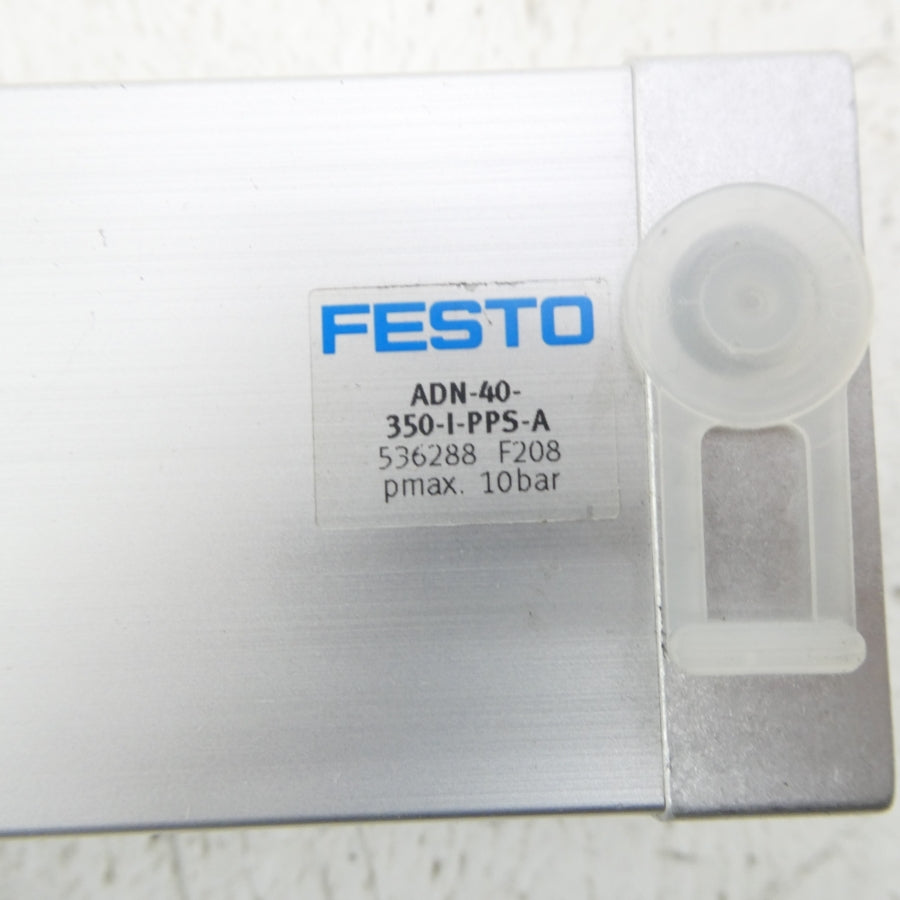 FESTO
ADN-40-
350-I-PPS-A
536288 F208
pmax. 10bar